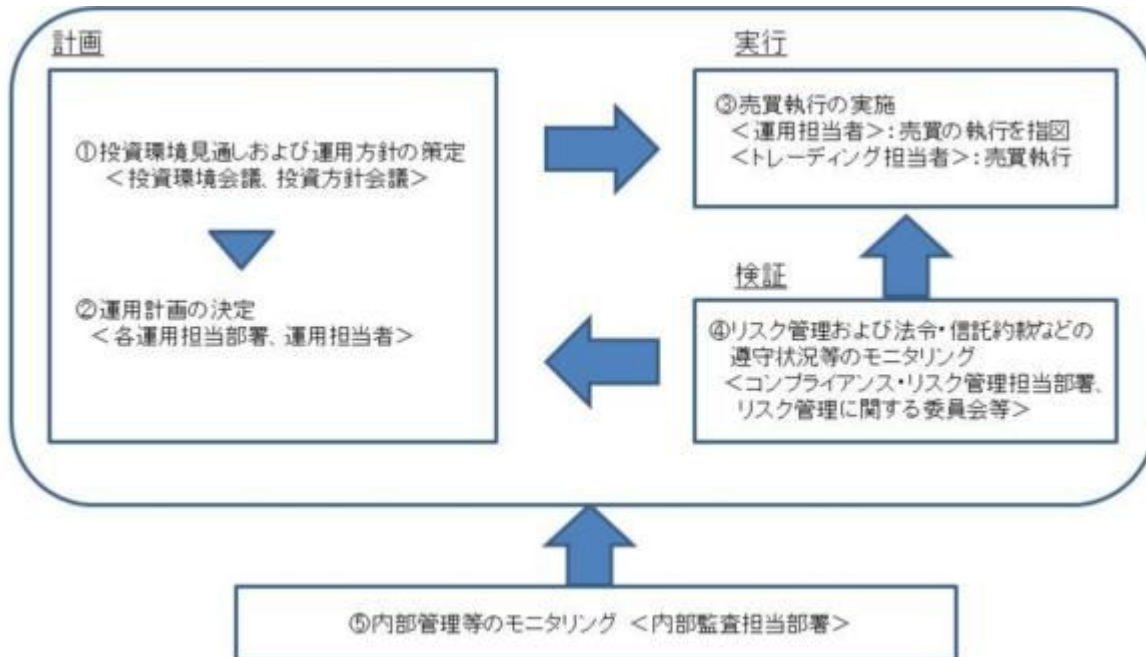 計画
①投資環境見通しおよび運用方針の策定
＜投資環境会議、投資方針会議＞
②運用計画の決定
＜各運用担当部署、運用担当者＞
実行
③売買執行の実施
＜運用担当者＞：売買の執行を指図
＜トレーディング担当者＞：売買執行
検証
④リスク管理および法令・信託約款などの
遵守状況等のモニタリング
＜コンプライアンス・リスク管理担当部署、
リスク管理に関する委員会等＞
⑤内部管理等のモニタリング ＜内部監査担当部署＞